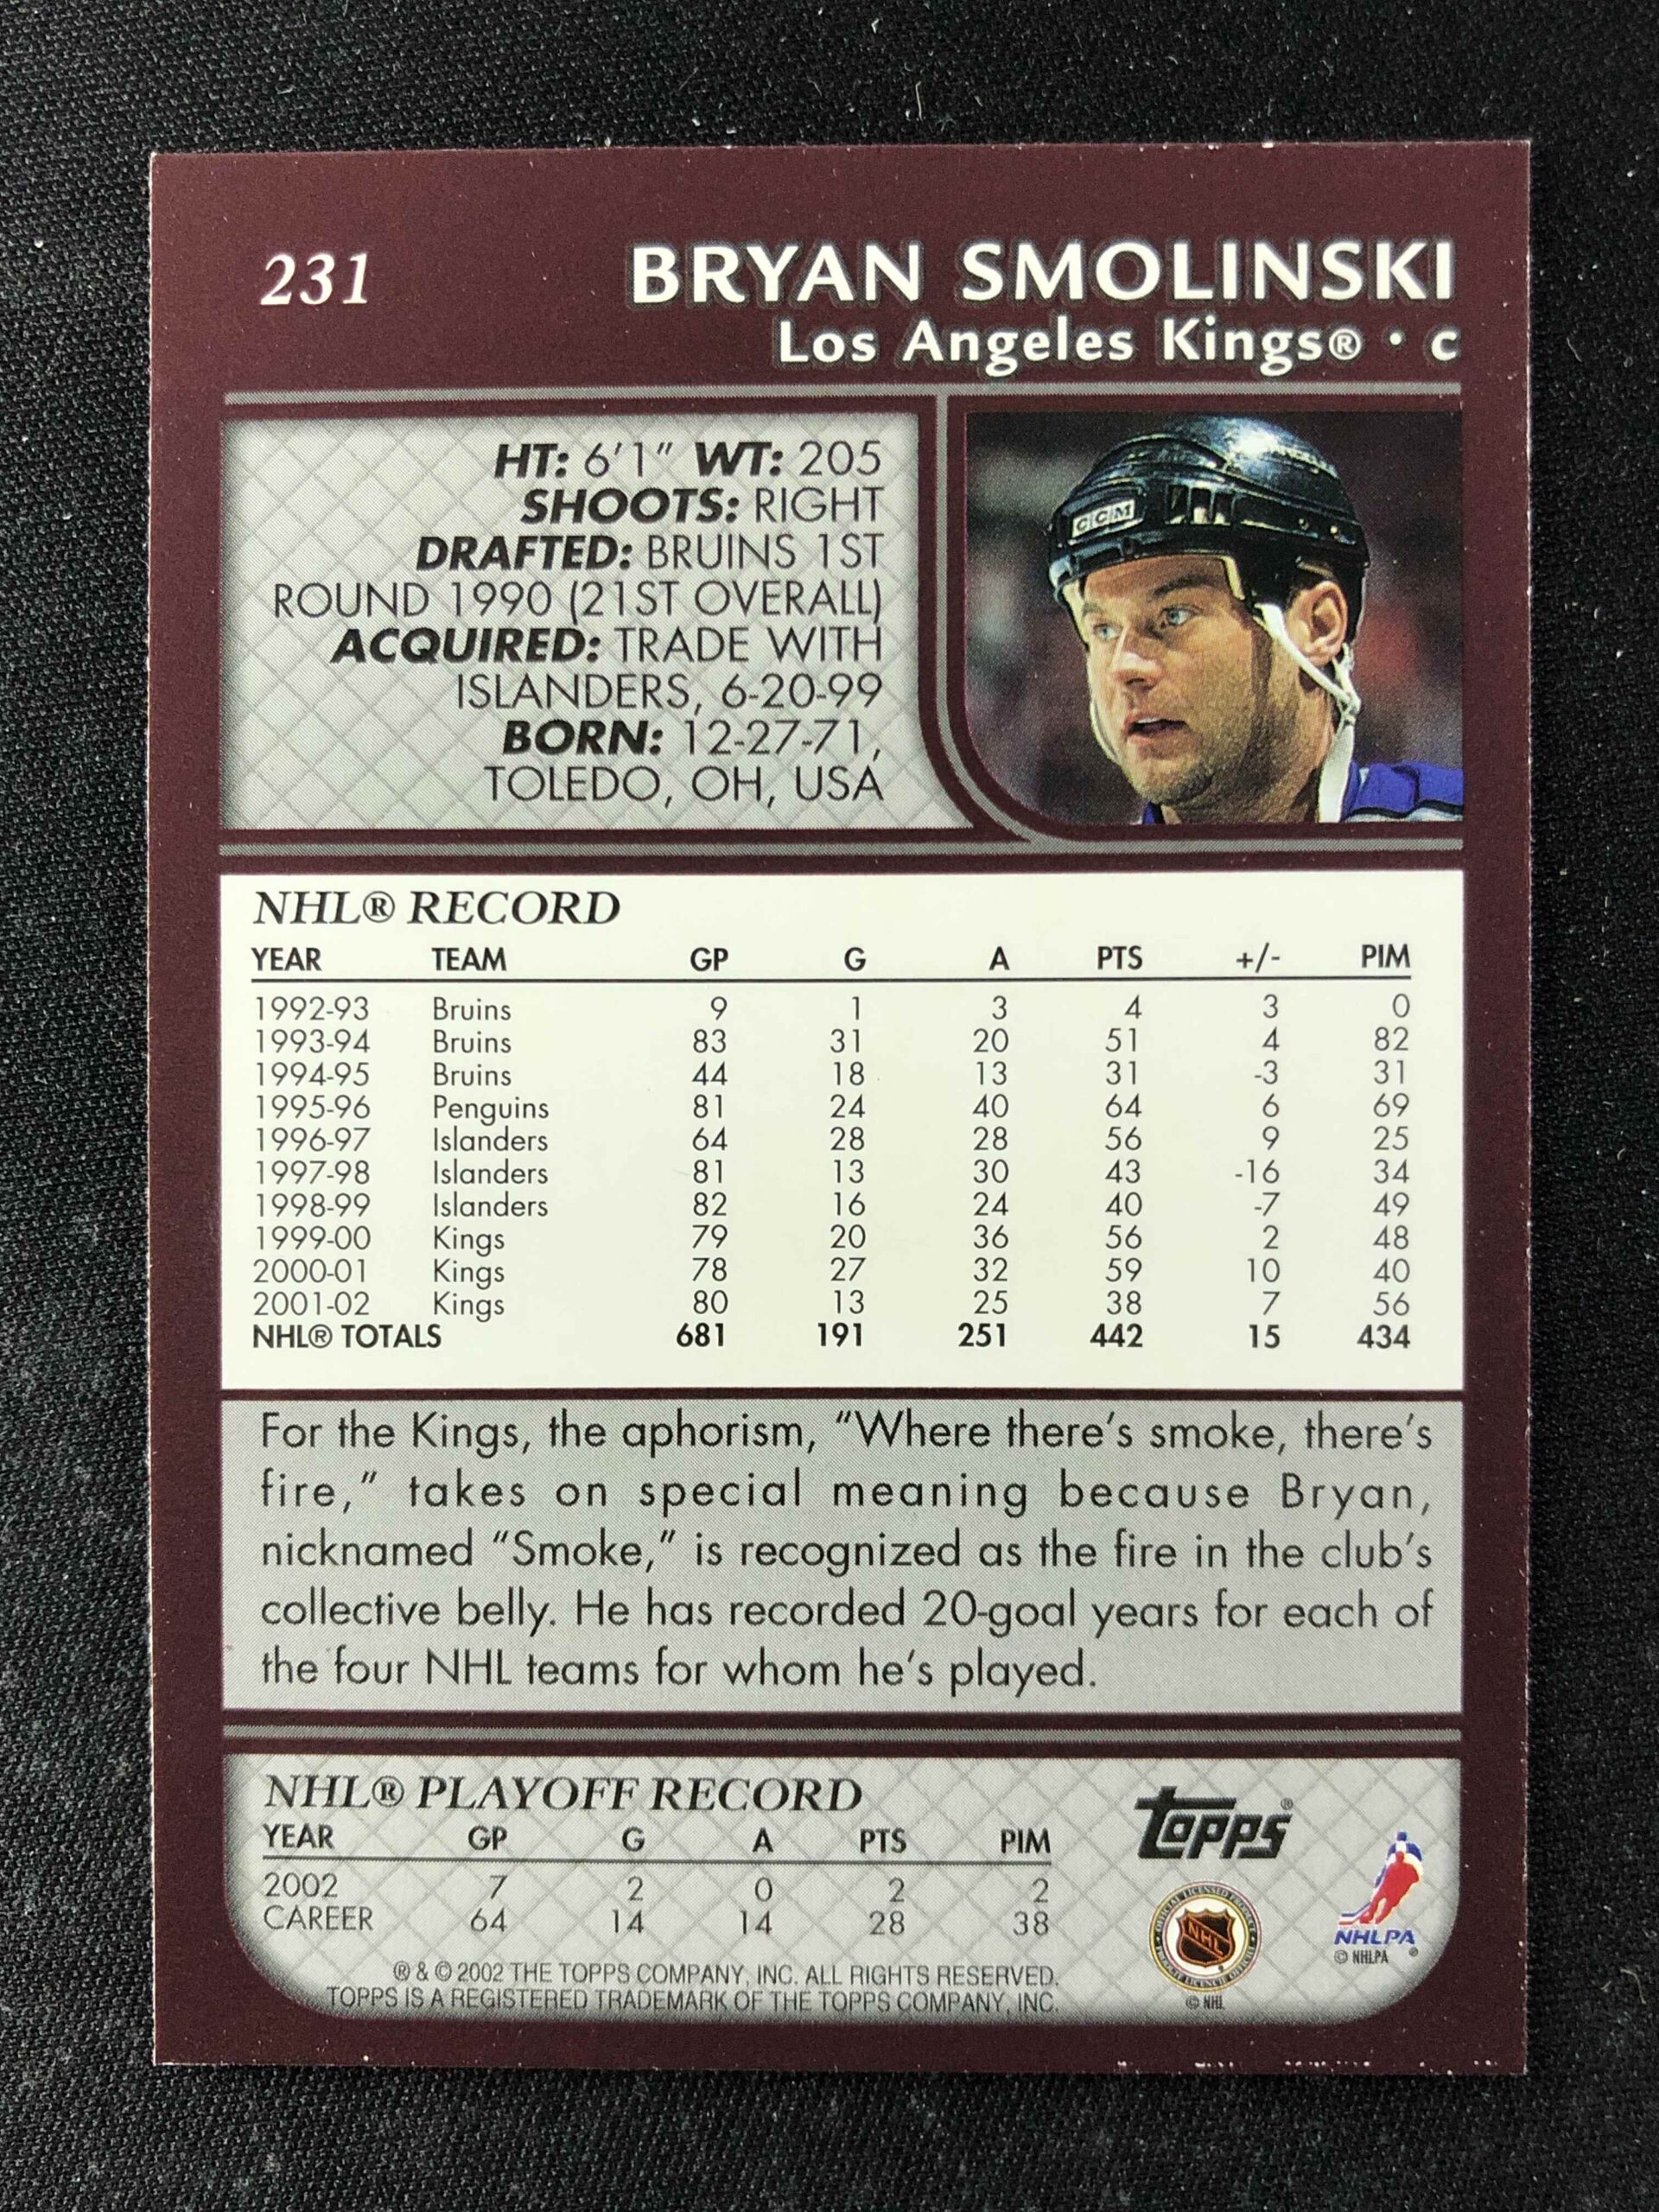 231
BRYAN SMOLINSKI
Los Angeles Kings® • C
HT: 6'1" WT: 205
SHOOTS: RIGHT
DRAFTED: BRUINS 1ST
ROUND 1990 (21ST OVERALL)
ACQUIRED: TRADE WITH
ISLANDERS, 6-20-99
BORN: 12-27-71,
TOLEDO, OH, USA
CCM
NHL® RECORD
YEAR TEAM GP G A PTS +/- PIM
1992-93 Bruins 9 1 3 4 3 0
1993-94 Bruins 83 31 20 51 4 82
1994-95 Bruins 44 18 13 31 -3 31
1995-96 Penguins 81 24 40 64 6 69
1996-97 Islanders 64 28 28 56 9 25
1997-98 Islanders 81 13 30 43 -16 34
1998-99 Islanders 82 16 24 40 -7 49
1999-00 Kings 79 20 36 56 2 48
2000-01 Kings 78 27 32 59 10 40
2001-02 Kings 80 13 25 38 7 56
NHL® TOTALS 681 191 251 442 15 434
For the Kings, the aphorism, “Where there’s smoke, there’s
fire,” takes on special meaning because Bryan,
nicknamed “Smoke,” is recognized as the fire in the club’s
collective belly. He has recorded 20-goal years for each of
the four NHL teams for whom he’s played.
NHL® PLAYOFF RECORD
YEAR GP G A PTS PIM
2002 7 2 0 2 2
CAREER 64 14 14 28 38
® & © 2002 THE TOPPS COMPANY, INC. ALL RIGHTS RESERVED.
TOPPS IS A REGISTERED TRADEMARK OF THE TOPPS COMPANY, INC.
Topps®
NHL
© NHL
NHLPA
© NHLPA ®